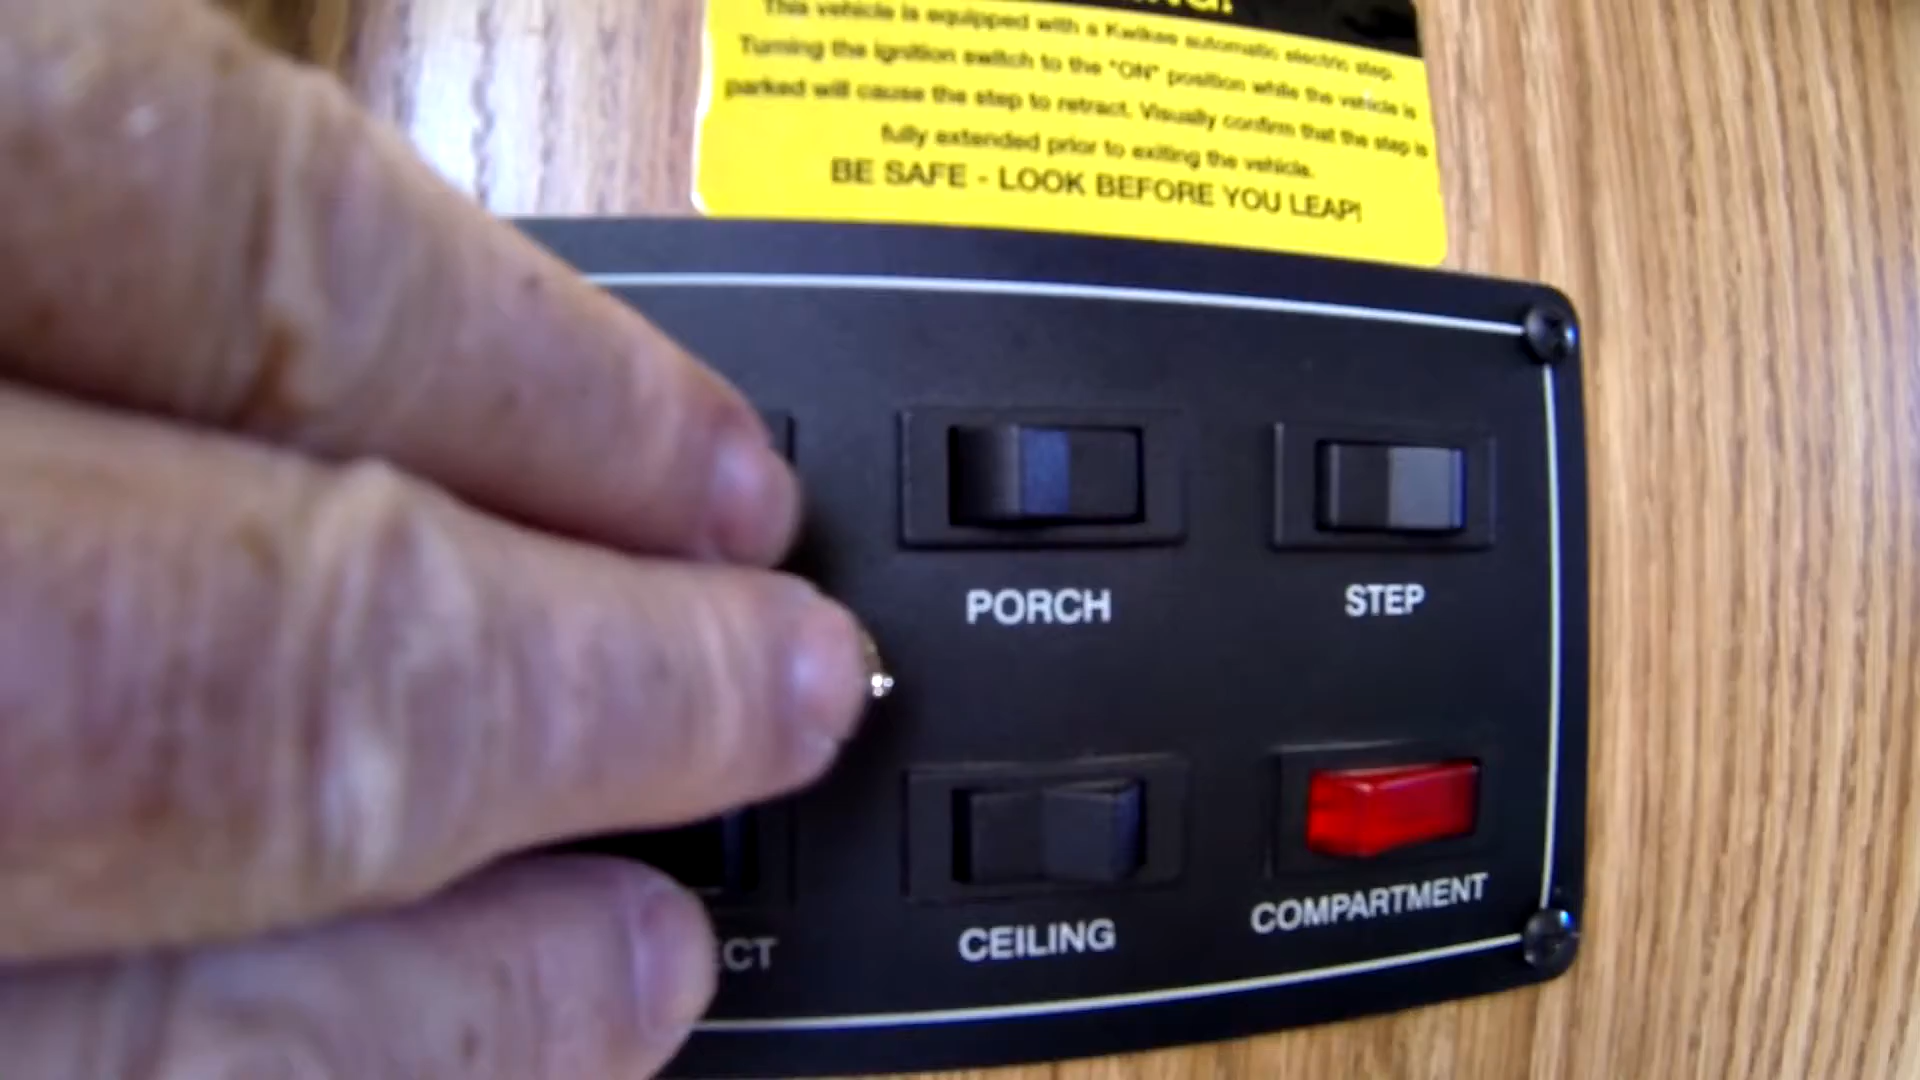 This vehicle is equipped with a Kwikee automatic electric step.
Turning the ignition switch to the "ON" position while the vehicle is
parked will cause the step to retract. Visually confirm that the step is
fully extended prior to exiting the vehicle.
BE SAFE - LOOK BEFORE YOU LEAP!
PORCH
STEP
ECT
CEILING
COMPARTMENT